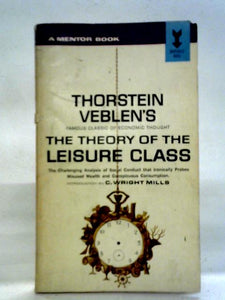 A MENTOR BOOK
THORSTEIN
VEBLEN'S
FAMOUS CLASSIC OF ECONOMIC THOUGHT
THE THEORY OF THE
LEISURE CLASS
The Challenging Analysis of Social Conduct that Ironically Probes
Misused Wealth and Conspicuous Consumption.
INTRODUCTION BY C. WRIGHT MILLS